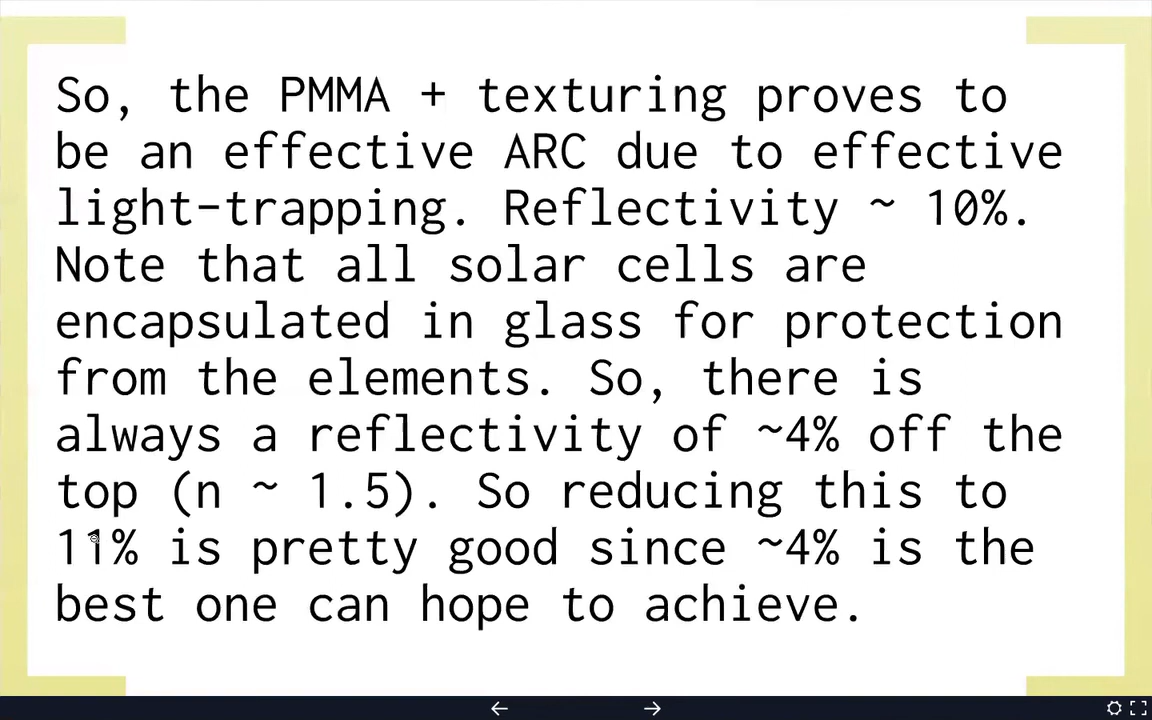 So, the PMMA + texturing proves to
be an effective ARC due to effective
light-trapping. Reflectivity ~ 10%.
Note that all solar cells are
encapsulated in glass for protection
from the elements. So, there is
always a reflectivity of ~4% off the
top (n ~ 1.5). So reducing this to
11% is pretty good since ~4% is the
best one can hope to achieve.